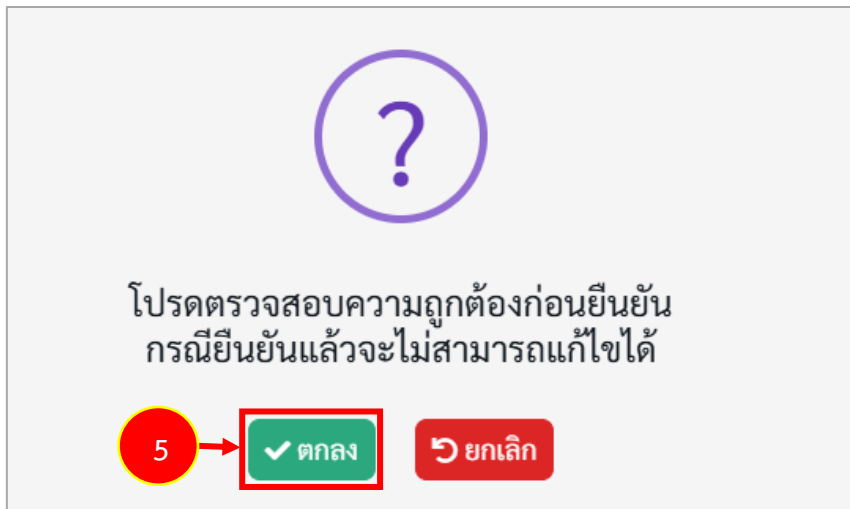 ?
โปรดตรวจสอบความถูกต้องก่อนยืนยัน
กรณียืนยันแล้วจะไม่สามารถแก้ไขได้
5 ตกลง ยกเลิก